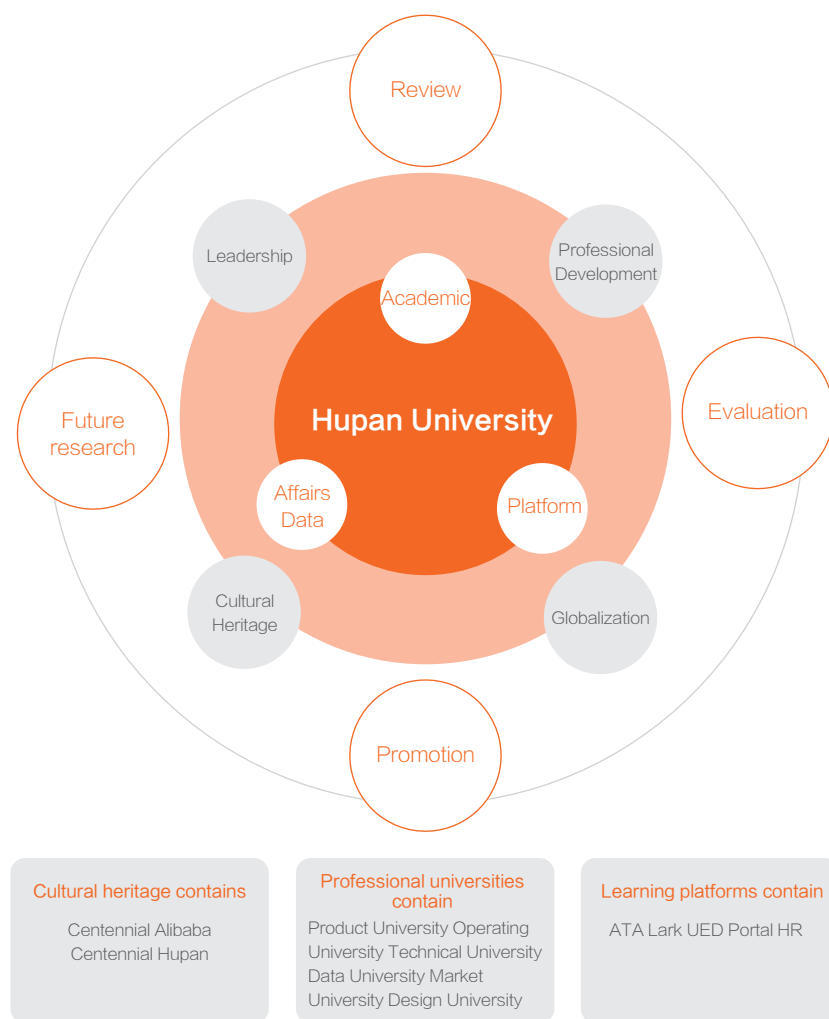 Review
Leadership
Professional
Development
Academic
Hupan University
Future
research
Evaluation
Affairs
Data
Platform
Cultural
Heritage
Globalization
Promotion
Cultural heritage contains
Centennial Alibaba
Centennial Hupan
Professional universities
contain
Product University Operating
University Technical University
Data University Market
University Design University
Learning platforms contain
ATA Lark UED Portal HR